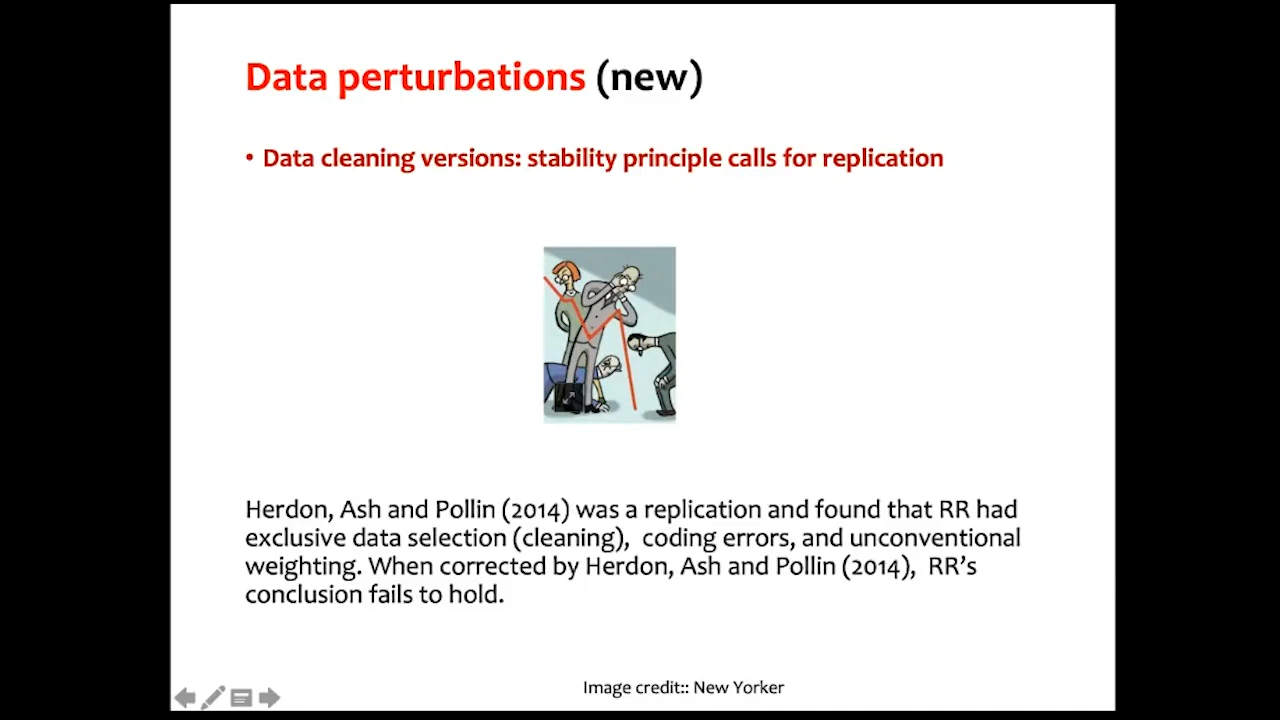 Data perturbations (new)
• Data cleaning versions: stability principle calls for replication
Herdon, Ash and Pollin (2014) was a replication and found that RR had
exclusive data selection (cleaning),  coding errors, and unconventional
weighting. When corrected by Herdon, Ash and Pollin (2014),  RR's
conclusion fails to hold.
Image credit:: New Yorker